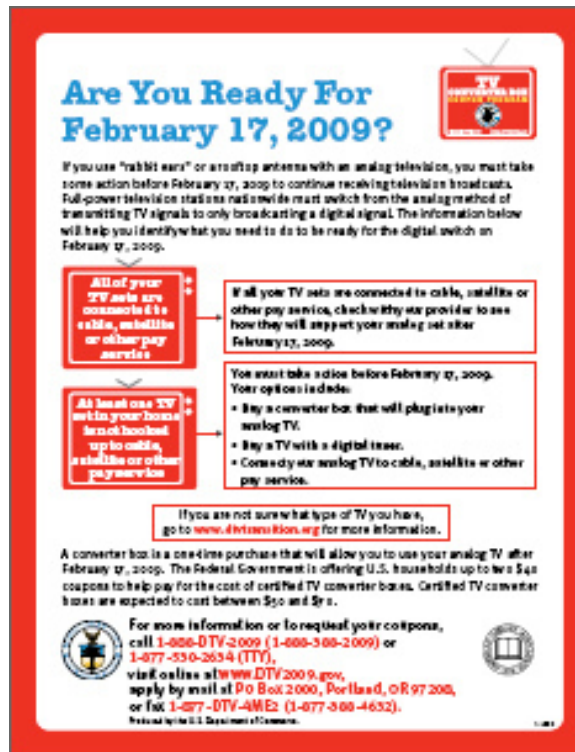 TV
CONVERTER BOX
COUPON PROGRAM
Are You Ready For
February 17, 2009?
If you use "rabbit ears" or a rooftop antenna with an analog television, you must take
some action before February 17, 2009 to continue receiving television broadcasts.
Full-power television stations nationwide must switch from the analog method of
transmitting TV signals to only broadcasting a digital signal. The information below
will help you identify what you need to do to be ready for the digital switch on
February 17, 2009.
All of your
TV sets are
connected to
cable, satellite
or other pay
service
If all your TV sets are connected to cable, satellite or
other pay service, check with your provider to see
how they will support your analog set after
February 17, 2009.
At least one TV
set in your home
is not hooked
up to cable,
satellite or other
pay service
You must take action before February 17, 2009.
Your options include:
• Buy a converter box that will plug into your
analog TV.
• Buy a TV with a digital tuner.
• Connect your analog TV to cable, satellite or other
pay service.
If you are not sure what type of TV you have,
go to www.dtvtransition.org for more information.
A converter box is a one-time purchase that will allow you to use your analog TV after
February 17, 2009. The Federal Government is offering U.S. households up to two $40
coupons to help pay for the cost of certified TV converter boxes. Certified TV converter
boxes are expected to cost between $50 and $70.
For more information or to request your coupons,
call 1-888-DTV-2009 (1-888-388-2009) or
1-877-530-2634 (TTY),
visit online at www.DTV2009.gov,
apply by mail at PO Box 2000, Portland, OR 97208,
or fax 1-877-DTV-4ME2 (1-877-388-4632).
Produced by the U.S. Department of Commerce.